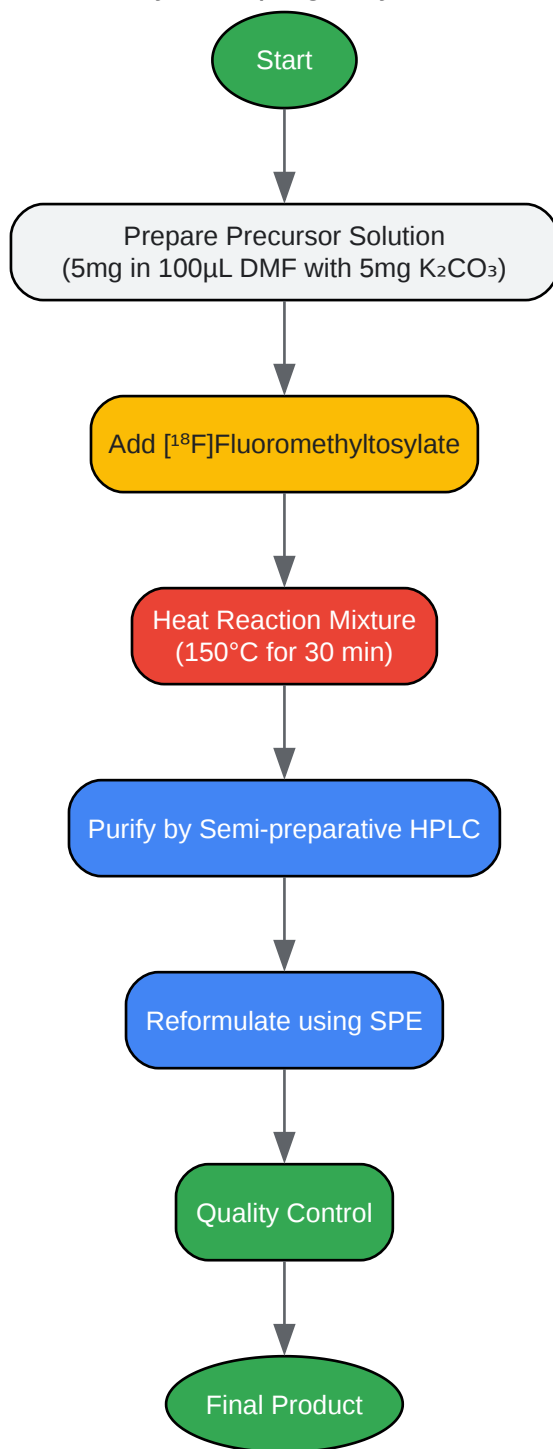 Start
Prepare Precursor Solution
(5mg in 100µL DMF with 5mg K₂CO₃)
Add [¹⁸F]Fluoromethyltosylate
Heat Reaction Mixture
(150°C for 30 min)
Purify by Semi-preparative HPLC
Reformulate using SPE
Quality Control
Final Product